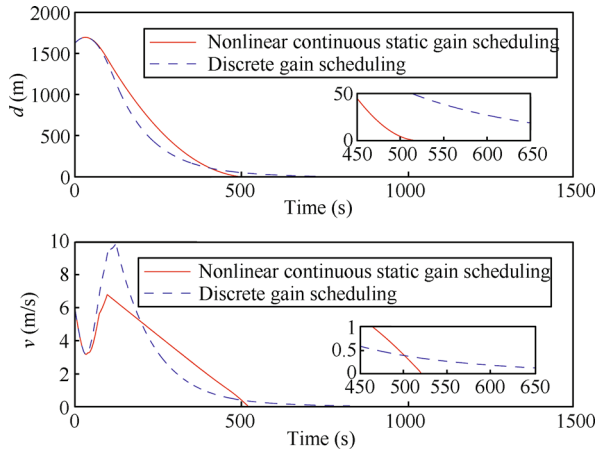 2000
1500
1000
500
0
d (m)
Nonlinear continuous static gain scheduling
Discrete gain scheduling
50
0
450 500 550 600 650
0 500 1000 1500
Time (s)
10
8
6
4
2
0
v (m/s)
Nonlinear continuous static gain scheduling
Discrete gain scheduling
1
0.5
0
450 500 550 600 650
0 500 1000 1500
Time (s)